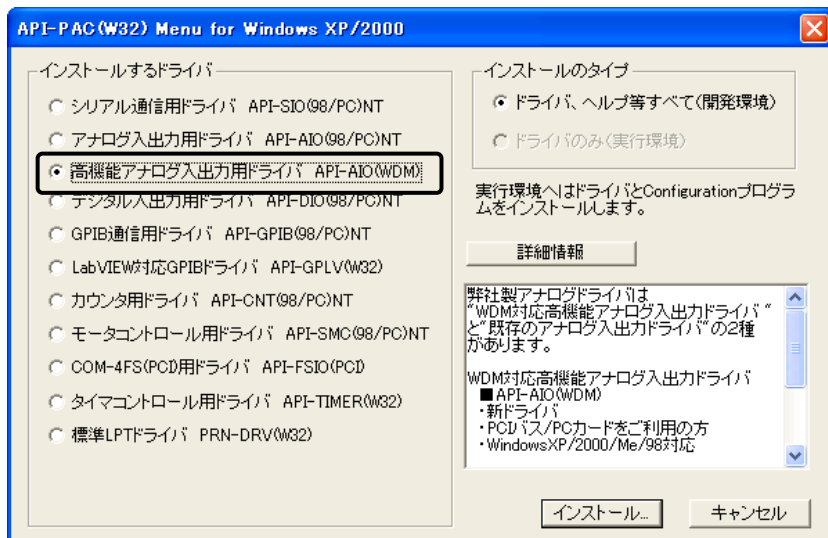 API-PAC(W32) Menu for Windows XP/2000
インストールするドライバ
シリアル通信用ドライバ API-SIO(98/PC)NT
アナログ入出力用ドライバ API-AIO(98/PC)NT
高機能アナログ入出力用ドライバ API-AIO(WDM)
デジタル入出力用ドライバ API-DIO(98/PC)NT
GPIB通信用ドライバ API-GPIB(98/PC)NT
LabVIEW対応GPIBドライバ API-GPLV(W32)
カウンタ用ドライバ API-CNT(98/PC)NT
モータコントロール用ドライバ API-SMC(98/PC)NT
COM-4FS(PCI)用ドライバ API-FSIO(PCI)
タイマコントロール用ドライバ API-TIMER(W32)
標準LPTドライバ PRN-DRV(W32)
インストールのタイプ
ドライバ、ヘルプ等すべて(開発環境)
ドライバのみ(実行環境)
実行環境へはドライバとConfigurationプログラ
ムをインストールします。
詳細情報
弊社製アナログドライバは
"WDM対応高機能アナログ入出力ドライバ"
と"既存のアナログ入出力ドライバ"の2種
があります。
WDM対応高機能アナログ入出力ドライバ
■API-AIO(WDM)
・新ドライバ
・PCIバス/PCカードをご利用の方
・WindowsXP/2000/Me/98対応
インストール...
キャンセル